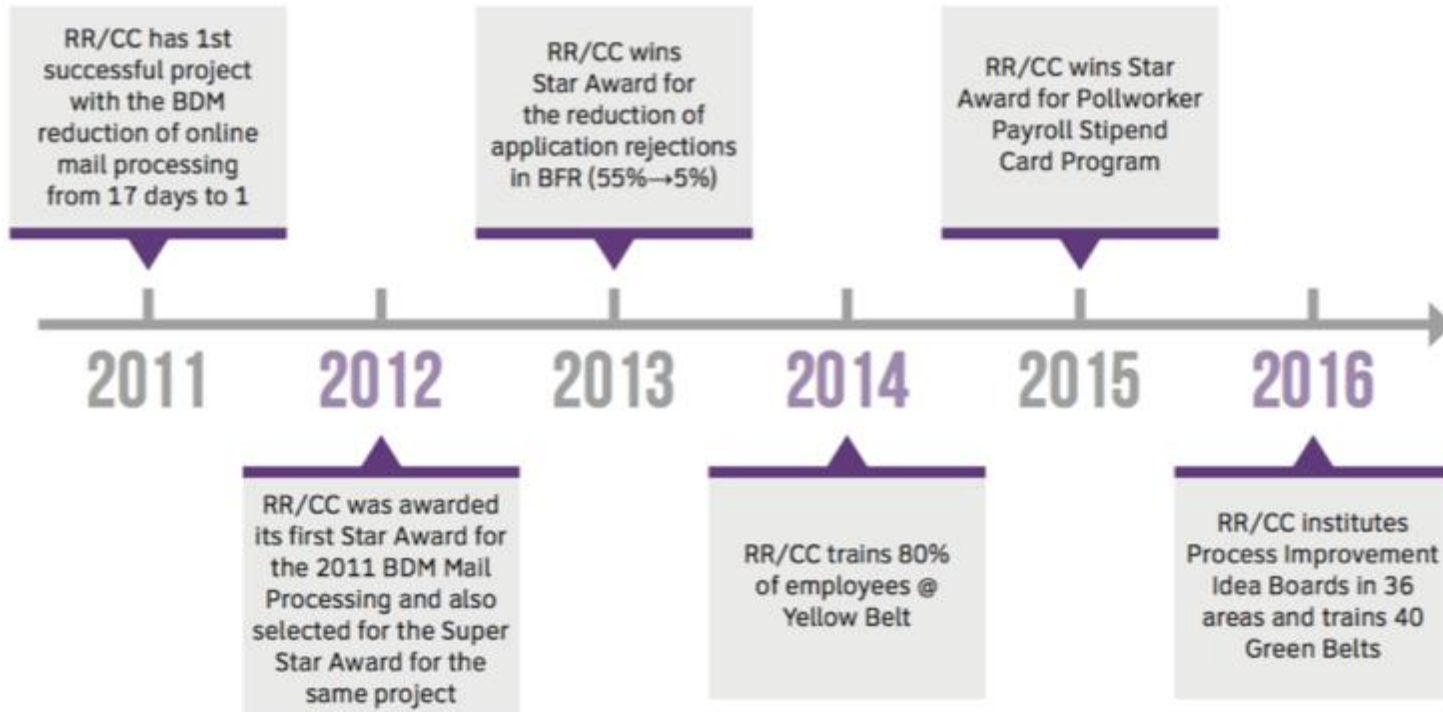 RR/CC has 1st
successful project
with the BDM
reduction of online
mail processing
from 17 days to 1
RR/CC wins
Star Award for
the reduction of
application rejections
in BFR (55%→5%)
RR/CC wins Star
Award for Pollworker
Payroll Stipend
Card Program
2011
2012
2013
2014
2015
2016
RR/CC was awarded
its first Star Award for
the 2011 BDM Mail
Processing and also
selected for the Super
Star Award for the
same project
RR/CC trains 80%
of employees @
Yellow Belt
RR/CC institutes
Process Improvement
Idea Boards in 36
areas and trains 40
Green Belts